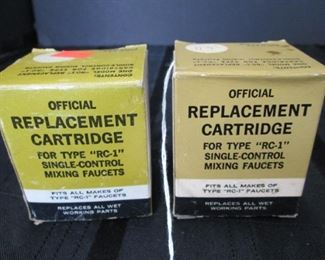 OFFICIAL
REPLACEMENT
CARTRIDGE
FOR TYPE "RC-1"
SINGLE-CONTROL
MIXING FAUCETS
FITS ALL MAKES OF
TYPE "RC-1" FAUCETS
REPLACES ALL WET
WORKING PARTS
OFFICIAL
REPLACEMENT
CARTRIDGE
FOR TYPE "RC-1"
SINGLE-CONTROL
MIXING FAUCETS
FITS ALL MAKES OF
TYPE "RC-1" FAUCETS
REPLACES ALL WET
WORKING PARTS